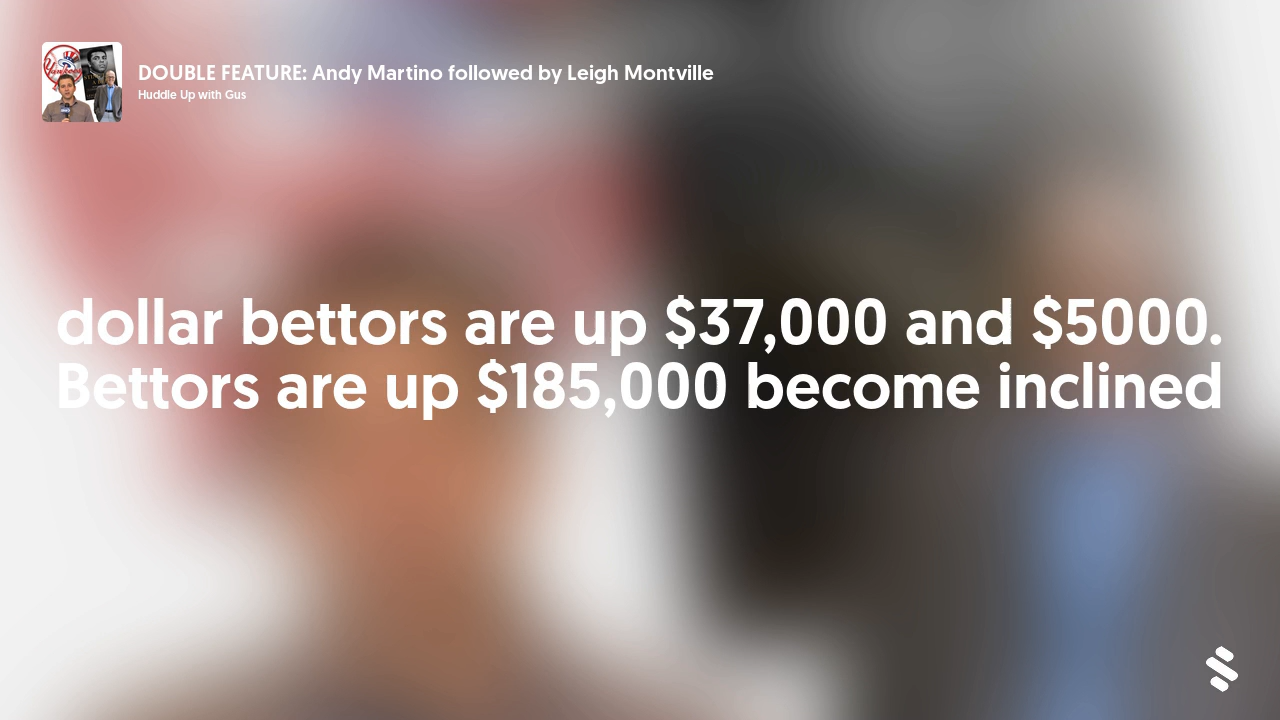 DOUBLE FEATURE: Andy Martino followed by Leigh Montville
Huddle Up with Gus
dollar bettors are up $37,000 and $5000.
Bettors are up $185,000 become inclined